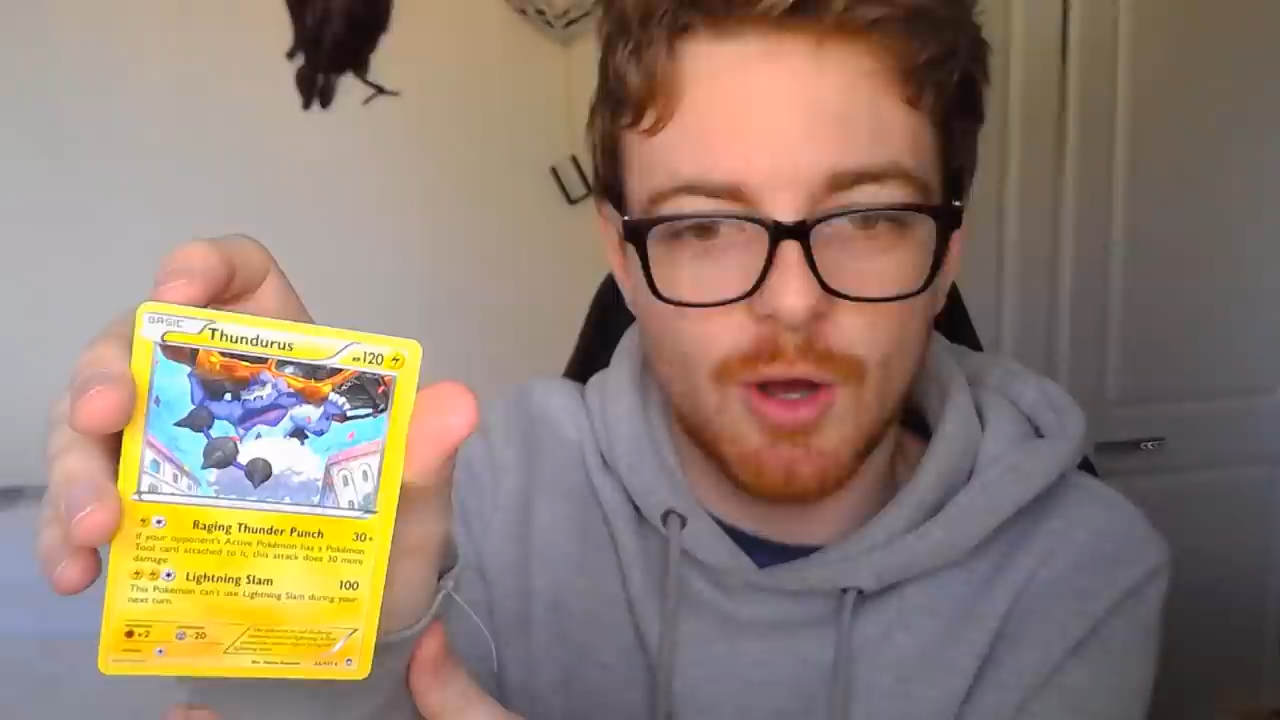 BASIC
Thundurus
HP120
Raging Thunder Punch 30+
If your opponent's Active Pokémon has a Pokémon
Tool card attached to it, this attack does 30 more
damage.
Lightning Slam 100
This Pokémon can't use Lightning Slam during your
next turn.
×2 -20